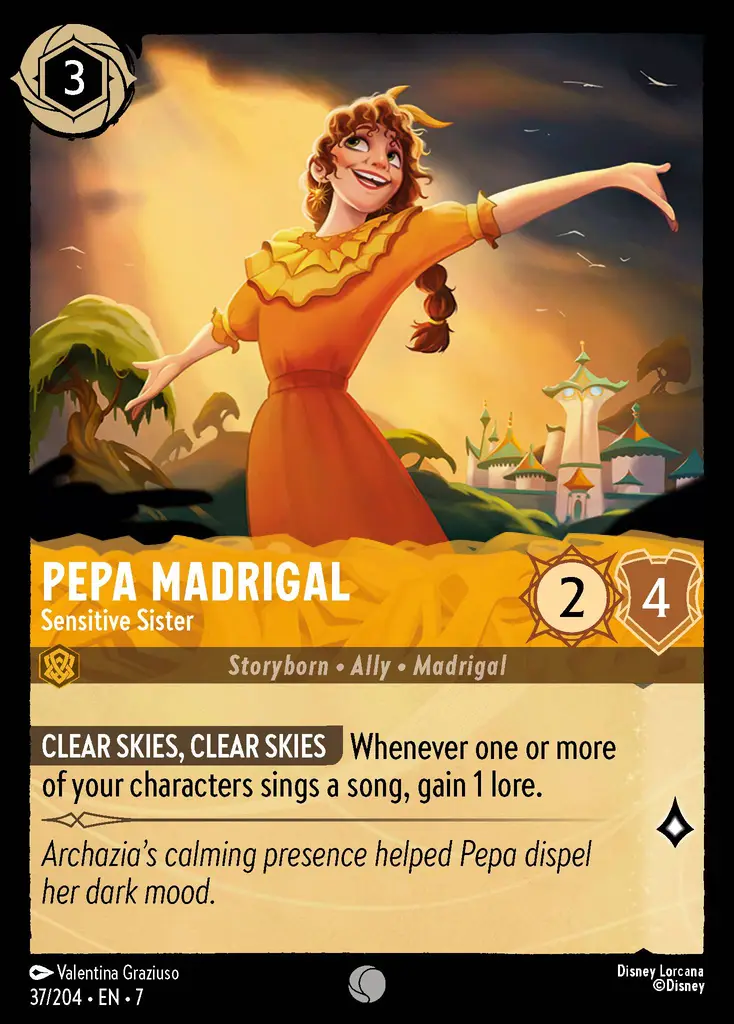 3
PEPA MADRIGAL
Sensitive Sister
2
4
Storyborn • Ally • Madrigal
CLEAR SKIES, CLEAR SKIES Whenever one or more
of your characters sings a song, gain 1 lore.
Archazia's calming presence helped Pepa dispel
her dark mood.
Valentina Graziuso
37/204 • EN • 7
Disney Lorcana
©Disney